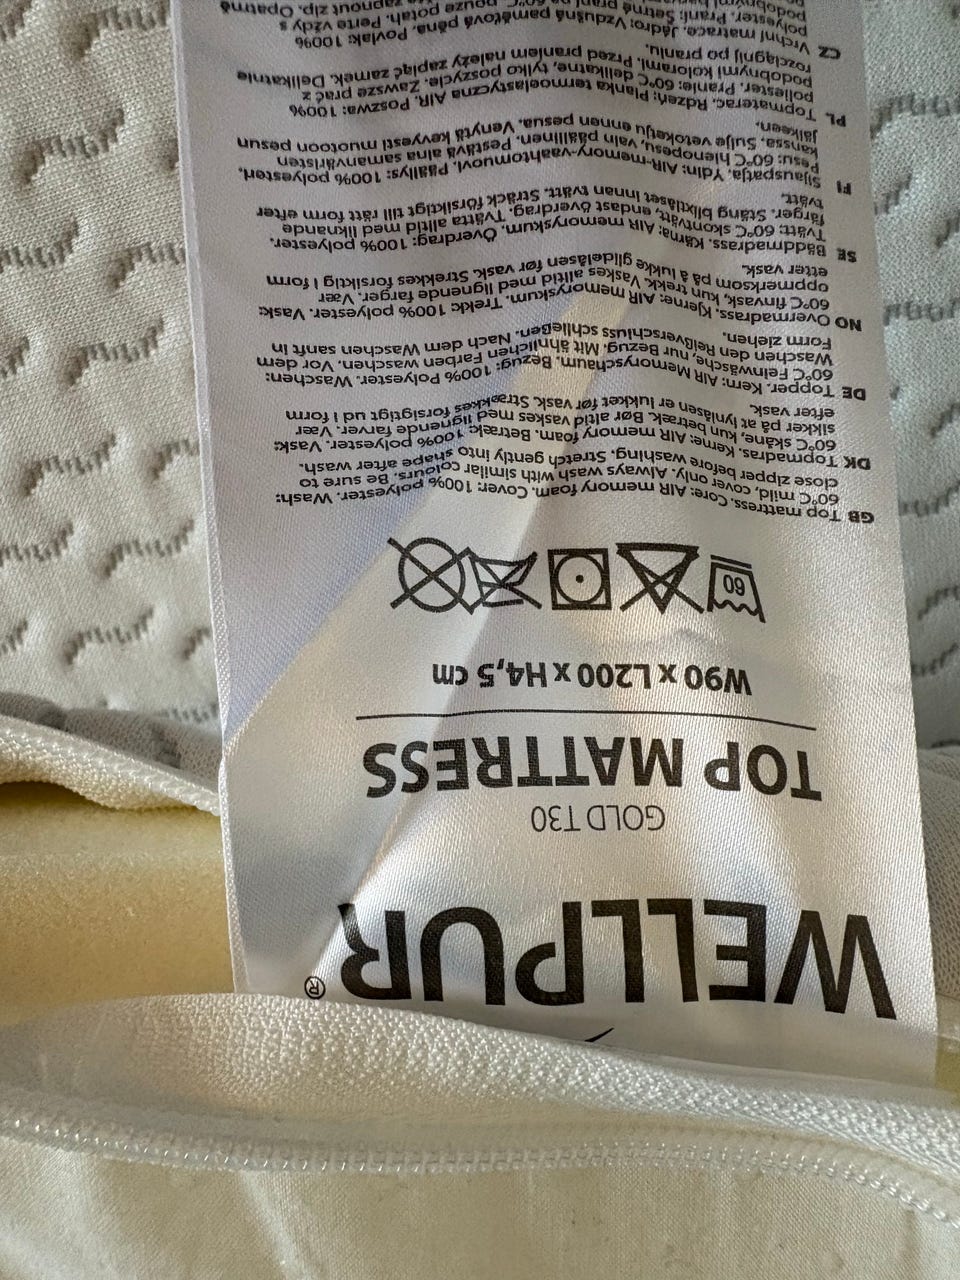 WELLPUR®
GOLD T30
TOP MATTRESS
W90 x L200 x H4,5 cm
60
GB Top mattress. Core: AIR memory foam. Cover: 100% polyester. Wash:
60°C mild, cover only. Always wash with similar colours. Be sure to
close zipper before washing. Stretch gently into shape after wash.
DK Topmadras. Kerne: AIR memory foam. Betræk: 100% polyester. Vask:
60°C skåne, kun betræk. Bør altid vaskes med lignende farver. Vær
sikker på at lynlåsen er lukket før vask. Strækkes forsigtigt ud i form
efter vask.
DE Topper. Kern: AIR Memoryschaum. Bezug: 100% Polyester. Waschen:
60°C Feinwäsche, nur Bezug. Mit ähnlichen Farben waschen. Vor dem
Waschen den Reißverschluss schließen. Nach dem Waschen sanft in
Form ziehen.
NO Overmadrass. Kjerne: AIR memoryskum. Trekk: 100% polyester. Vask:
60°C finvask, kun trekk. Vaskes alltid med lignende farger. Vær
oppmerksom på å lukke glidelåsen før vask. Strekkes forsiktig i form
etter vask.
SE Bäddmadrass. Kärna: AIR memoryskum. Överdrag: 100% polyester.
Tvätt: 60°C skontvätt, endast överdrag. Tvätta alltid med liknande
färger. Stäng blixtlåset innan tvätt. Sträck försiktigt till rätt form efter
tvätt.
FI Sijauspatja. Ydin: AIR-memory-vaahtomuovi. Päällys: 100% polyesteri.
Pesu: 60°C hienopesu, vain päällinen. Pestävä aina samanväristen
kanssa. Sulje vetoketju ennen pesua. Venytä kevyesti muotoon pesun
jälkeen.
PL Topmaterac. Rdzeń: Pianka termoelastyczna AIR. Poszwa: 100%
poliester. Pranie: 60°C delikatne, tylko poszycie. Zawsze prać z
podobnymi kolorami. Przed praniem należy zapiąć zamek. Delikatnie
rozciągnij po praniu.
CZ Vrchní matrace. Jádro: Vzdušná paměťová pěna. Povlak: 100%
polyester. Praní: Šetrné praní na 60°C, pouze potah. Perte vždy s